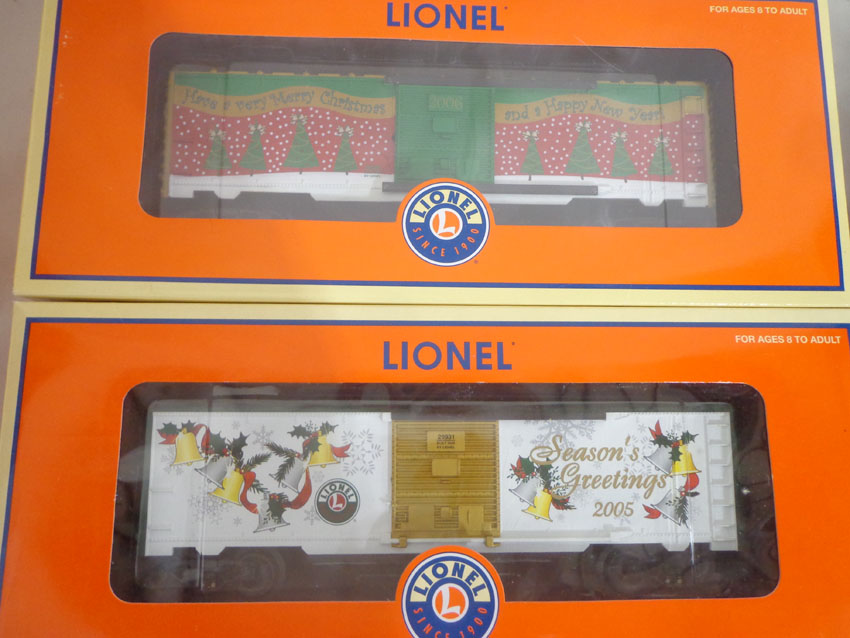 LIONEL
FOR AGES 8 TO ADULT
Have a very Merry Christmas
2006
and a Happy New Year!
LIONEL
L
SINCE 1900
LIONEL
FOR AGES 8 TO ADULT
LIONEL
L
Season's
Greetings
2005
LIONEL
L
SINCE 1900